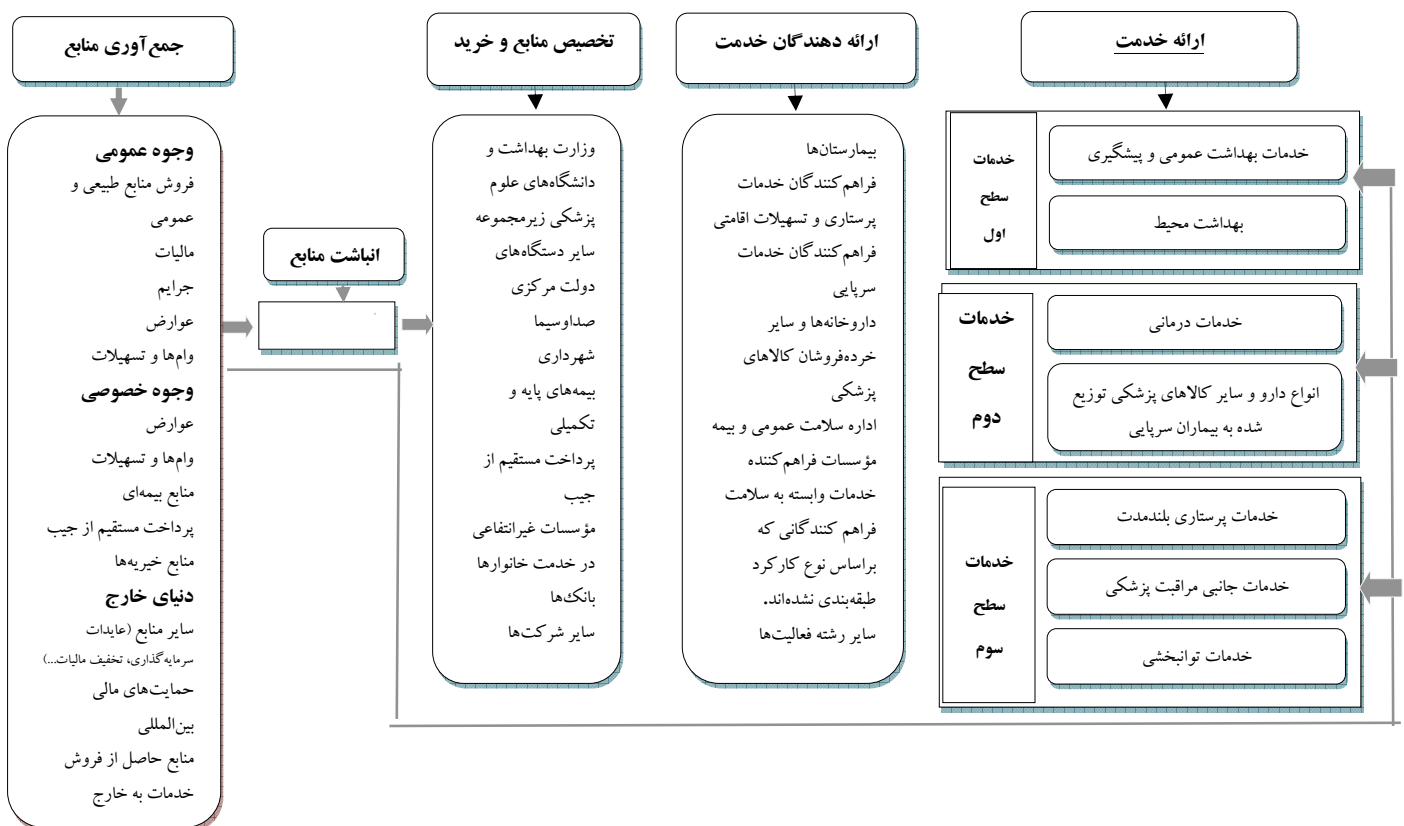 جمع‌آوری منابع
تخصیص منابع و خرید
ارائه دهندگان خدمت
ارائه خدمت
وجوه عمومی
فروش منابع طبیعی و
عمومی
مالیات
جرایم
عوارض
وام‌ها و تسهیلات
وجوه خصوصی
عوارض
وام‌ها و تسهیلات
منابع بیمه‌ای
پرداخت مستقیم از جیب
منابع خیریه‌ها
دنیای خارج
سایر منابع (عایدات
سرمایه‌گذاری، تخفیف مالیات...)
حمایت‌های مالی
بین‌المللی
منابع حاصل از فروش
خدمات به خارج
انباشت منابع
وزارت بهداشت و
دانشگاه‌های علوم
پزشکی زیرمجموعه
سایر دستگاه‌های
دولت مرکزی
صداوسیما
شهرداری
بیمه‌های پایه و
تکمیلی
پرداخت مستقیم از
جیب
مؤسسات غیرانتفاعی
در خدمت خانوارها
بانک‌ها
سایر شرکت‌ها
بیمارستان‌ها
فراهم‌کنندگان خدمات
پرستاری و تسهیلات اقامتی
فراهم‌کنندگان خدمات
سرپایی
داروخانه‌ها و سایر
خرده‌فروشان کالاهای
پزشکی
اداره سلامت عمومی و بیمه
مؤسسات فراهم‌کننده
خدمات وابسته به سلامت
فراهم کنندگانی که
براساس نوع کارکرد
طبقه‌بندی نشده‌اند.
سایر رشته فعالیت‌ها
خدمات
سطح
اول
خدمات بهداشت عمومی و پیشگیری
بهداشت محیط
خدمات
سطح
دوم
خدمات درمانی
انواع دارو و سایر کالاهای پزشکی توزیع
شده به بیماران سرپایی
خدمات
سطح
سوم
خدمات پرستاری بلندمدت
خدمات جانبی مراقبت پزشکی
خدمات توانبخشی